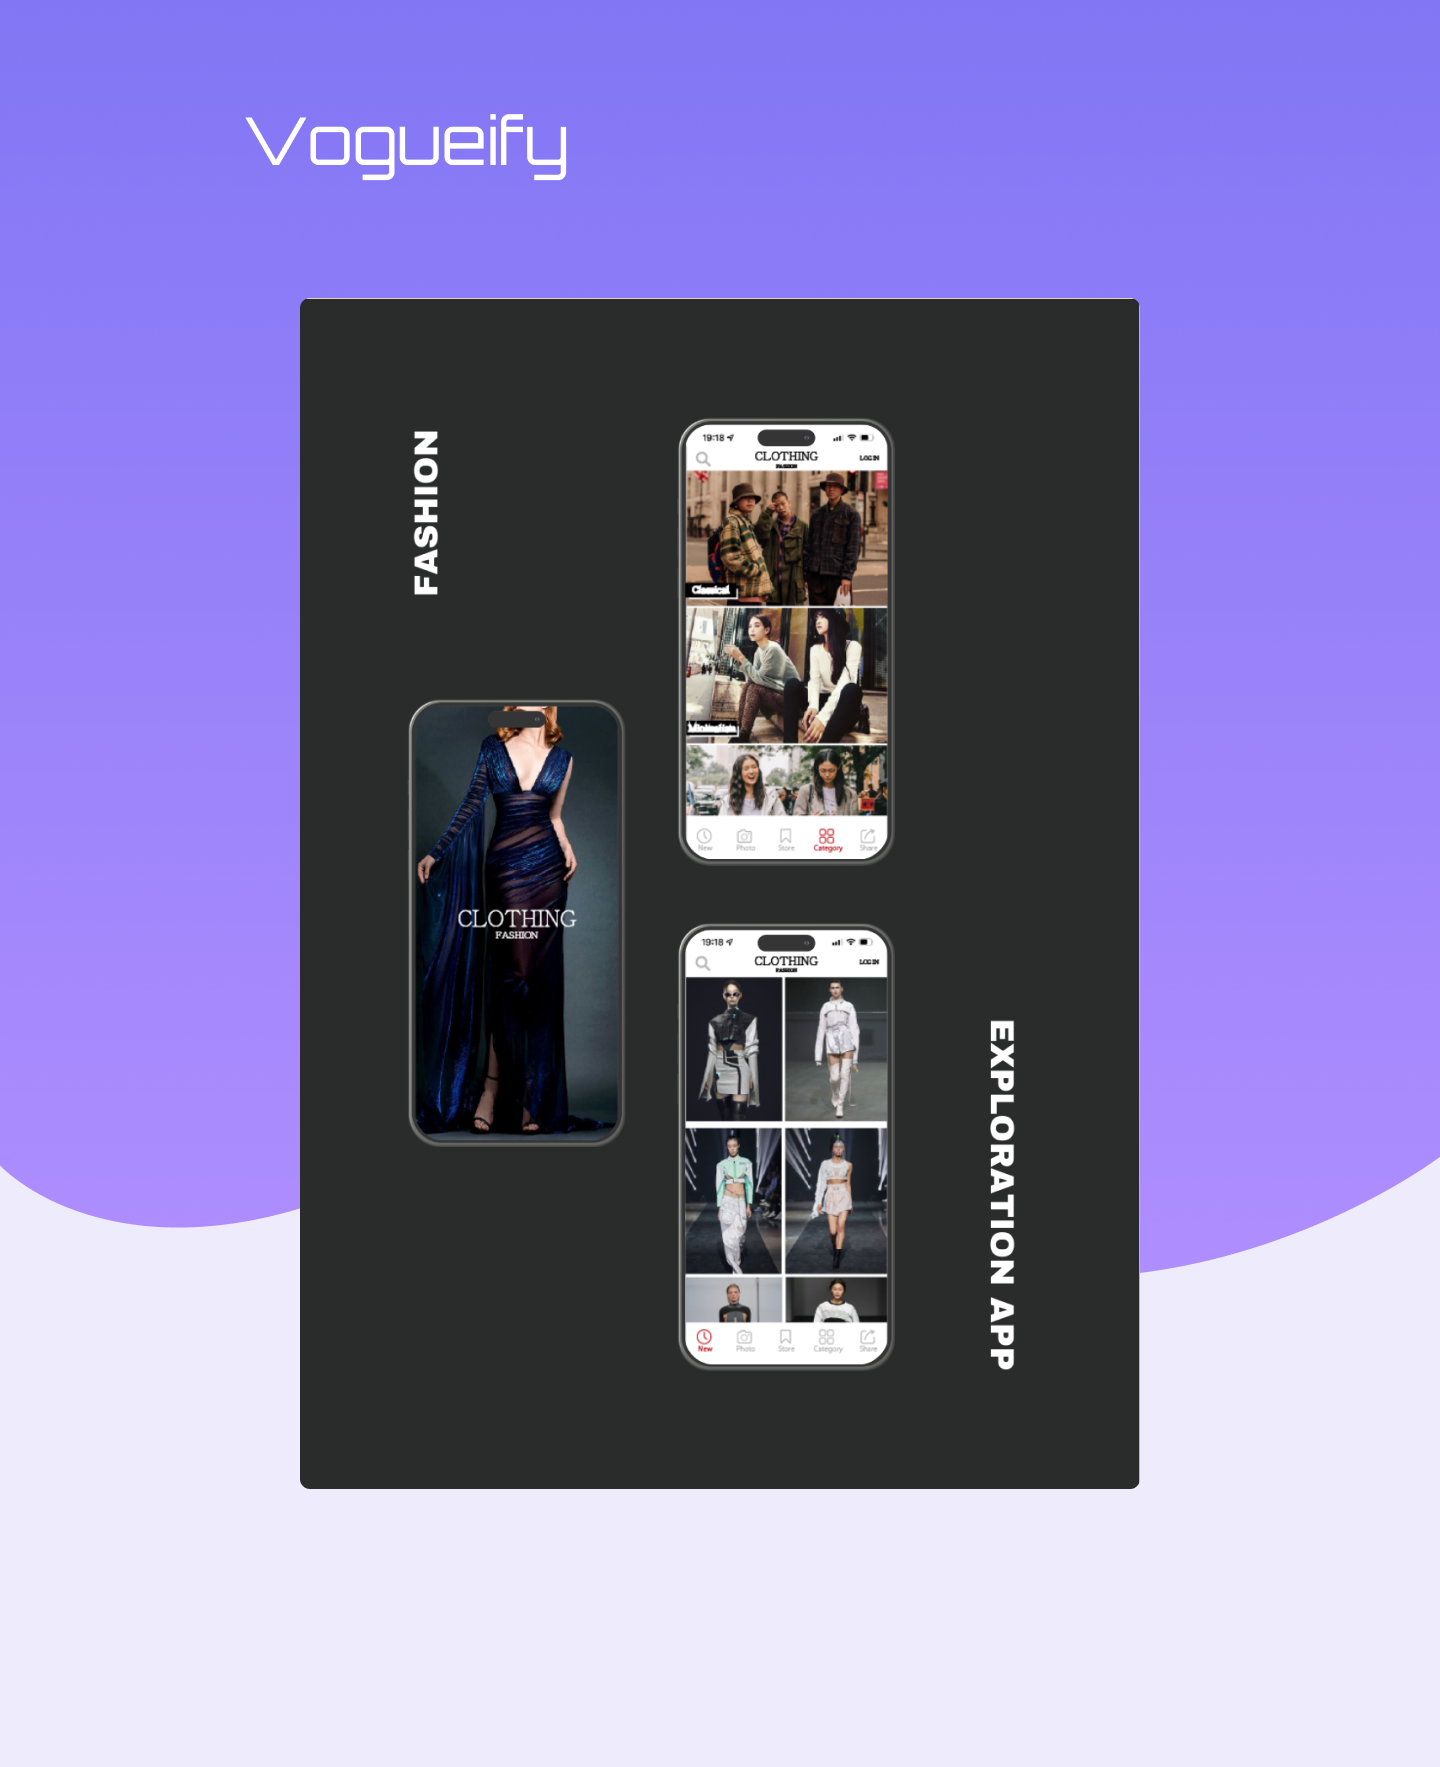 Vogueify
FASHION
19:18
CLOTHING
FASHION
LOG IN
Classical
New
Photo
Store
Category
Share
CLOTHING
FASHION
19:18
CLOTHING
FASHION
LOG IN
New
Photo
Store
Category
Share
EXPLORATION APP